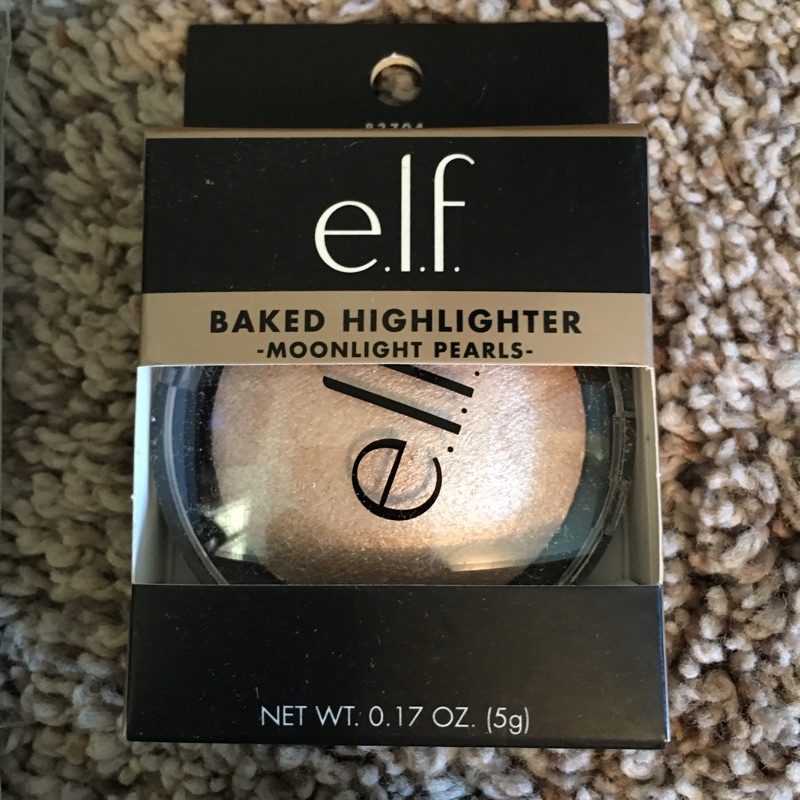 e.l.f.
BAKED HIGHLIGHTER
-MOONLIGHT PEARLS-
e.l.f
NET WT. 0.17 OZ. (5g)